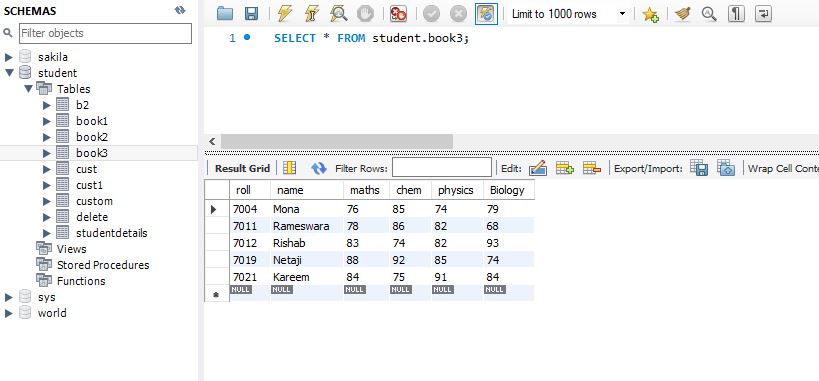 SCHEMAS
Filter objects
sakila
student
Tables
b2
book1
book2
book3
cust
cust1
custom
delete
studentdetails
Views
Stored Procedures
Functions
sys
world
Limit to 1000 rows
1 SELECT * FROM student.book3;
Result Grid Filter Rows: Edit: Export/Import: Wrap Cell Conte
roll name maths chem physics Biology
7004 Mona 76 85 74 79
7011 Rameswara 78 86 82 68
7012 Rishab 83 74 82 93
7019 Netaji 88 92 85 74
7021 Kareem 84 75 91 84
NULL NULL NULL NULL NULL NULL